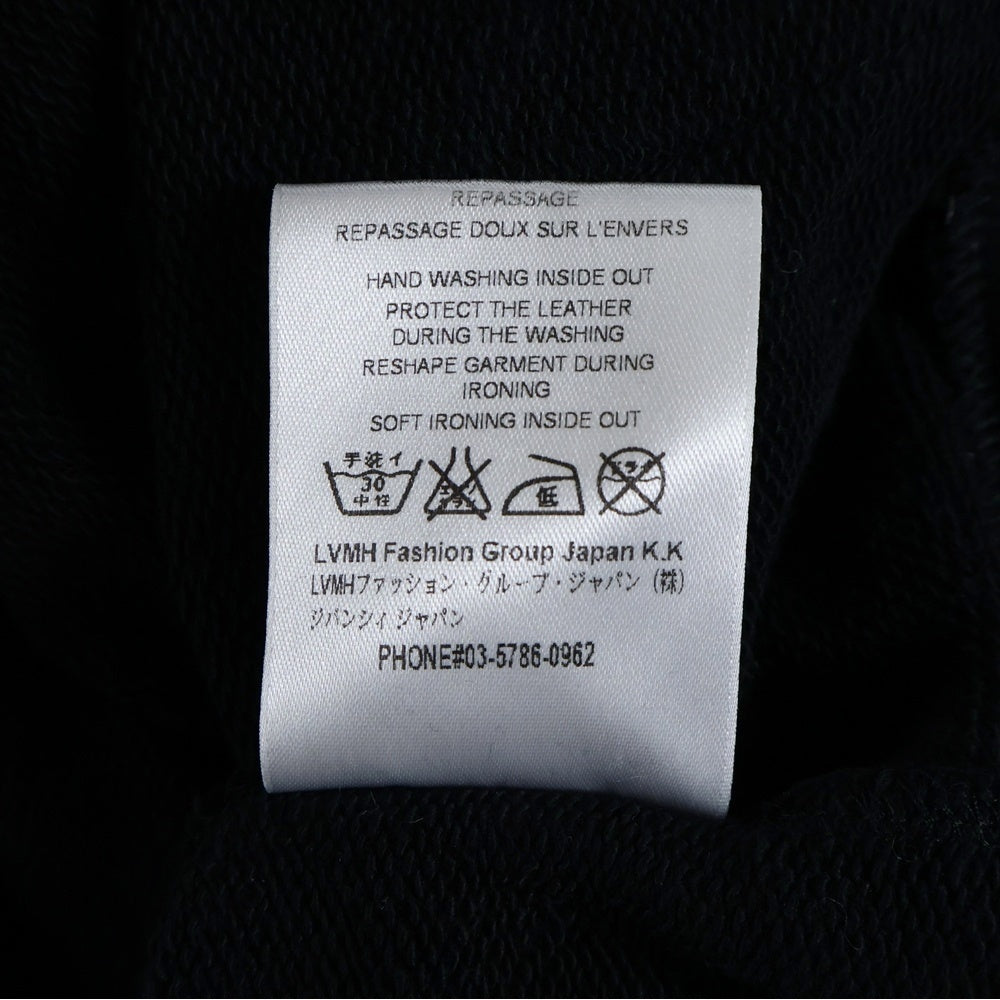 REPASSAGE
REPASSAGE DOUX SUR L'ENVERS
HAND WASHING INSIDE OUT
PROTECT THE LEATHER
DURING THE WASHING
RESHAPE GARMENT DURING
IRONING
SOFT IRONING INSIDE OUT
手洗イ
30
中性
低
ドライ
LVMH Fashion Group Japan K.K
LVMHファッション・グループ・ジャパン (株)
ジバンシィ ジャパン
PHONE#03-5786-0962